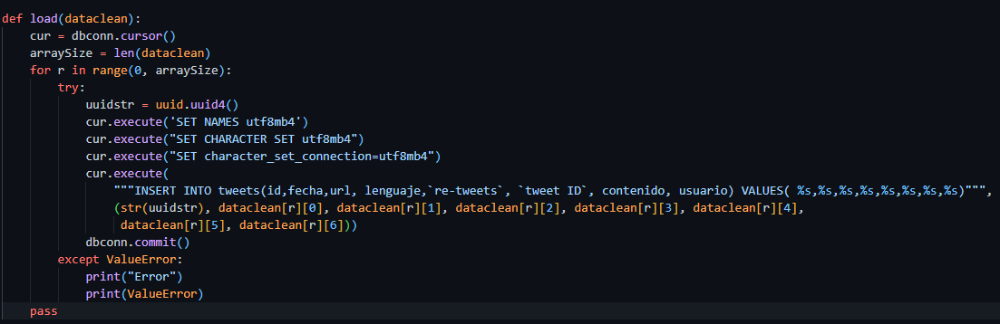 def load(dataclean):
    cur = dbconn.cursor()
    arraySize = len(dataclean)
    for r in range(0, arraySize):
        try:
            uuidstr = uuid.uuid4()
            cur.execute('SET NAMES utf8mb4')
            cur.execute("SET CHARACTER SET utf8mb4")
            cur.execute("SET character_set_connection=utf8mb4")
            cur.execute(
                """INSERT INTO tweets(id,fecha,url, lenguaje,`re-tweets`, `tweet ID`, contenido, usuario) VALUES( %s,%s,%s,%s,%s,%s,%s,%s)""",
                (str(uuidstr), dataclean[r][0], dataclean[r][1], dataclean[r][2], dataclean[r][3], dataclean[r][4],
                 dataclean[r][5], dataclean[r][6]))
            dbconn.commit()
        except ValueError:
            print("Error")
            print(ValueError)
    pass